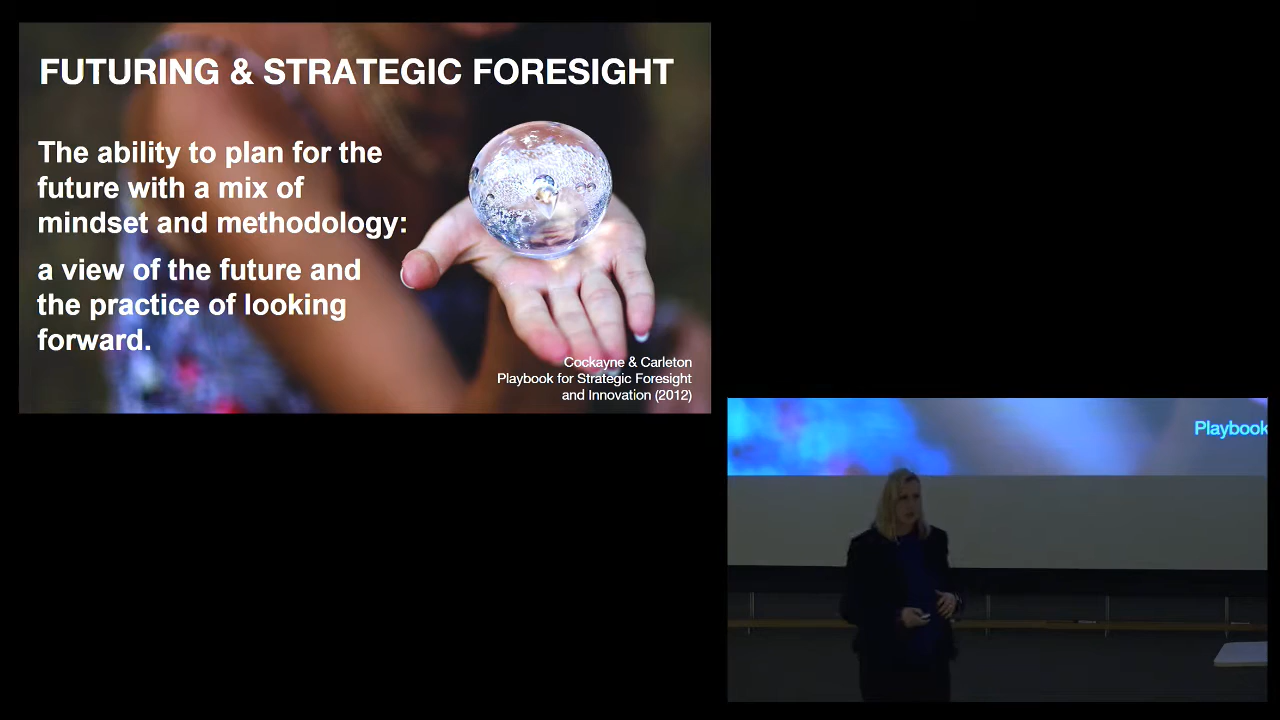 FUTURING & STRATEGIC FORESIGHT
The ability to plan for the
future with a mix of
mindset and methodology:
a view of the future and
the practice of looking
forward.
Cockayne & Carleton
Playbook for Strategic Foresight
and Innovation (2012)
Playbook